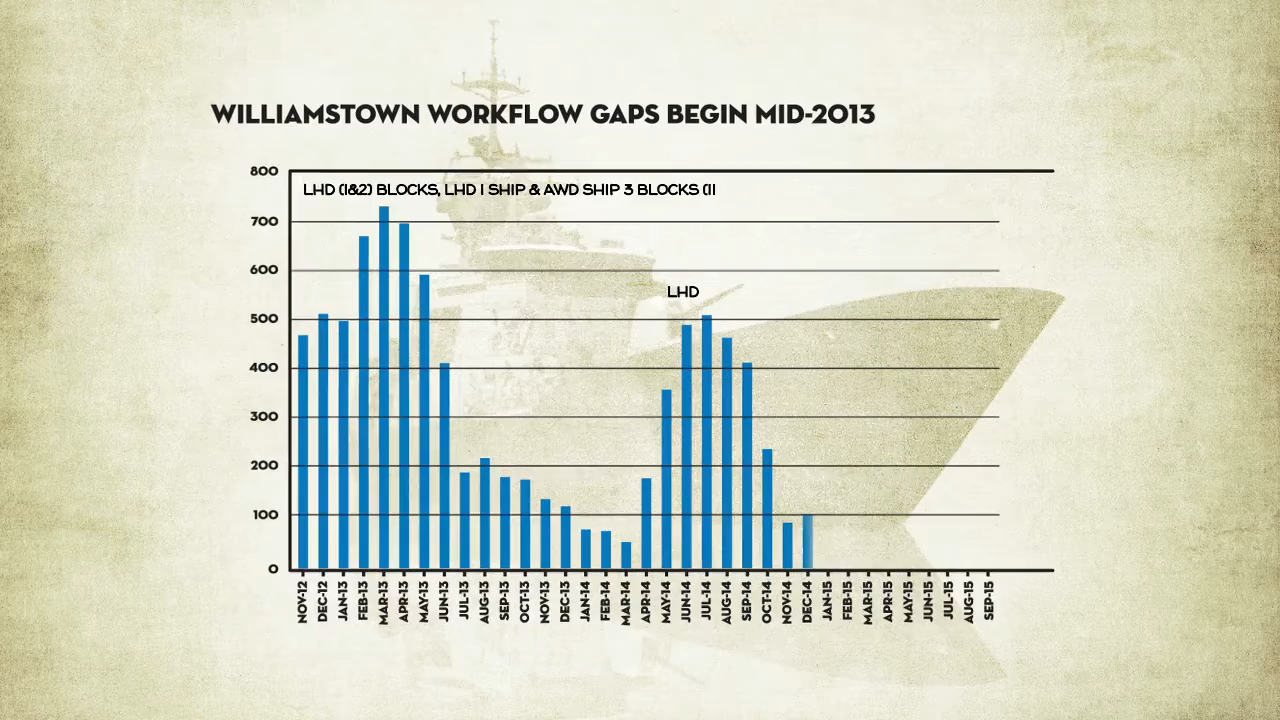 WILLIAMSTOWN WORKFLOW GAPS BEGIN MID-2013
800
LHD (1&2) BLOCKS, LHD 1 SHIP & AWD SHIP 3 BLOCKS (11
700
600
LHD
500
400
300
200
100
0
NOV-12 DEC-12 JAN-13 FEB-13 MAR-13 APR-13 MAY-13 JUN-13 JUL-13 AUG-13 SEP-13 OCT-13 NOV-13 DEC-13 JAN-14 FEB-14 MAR-14 APR-14 MAY-14 JUN-14 JUL-14 AUG-14 SEP-14 OCT-14 NOV-14 DEC-14 JAN-15 FEB-15 MAR-15 APR-15 MAY-15 JUN-15 JUL-15 AUG-15 SEP-15